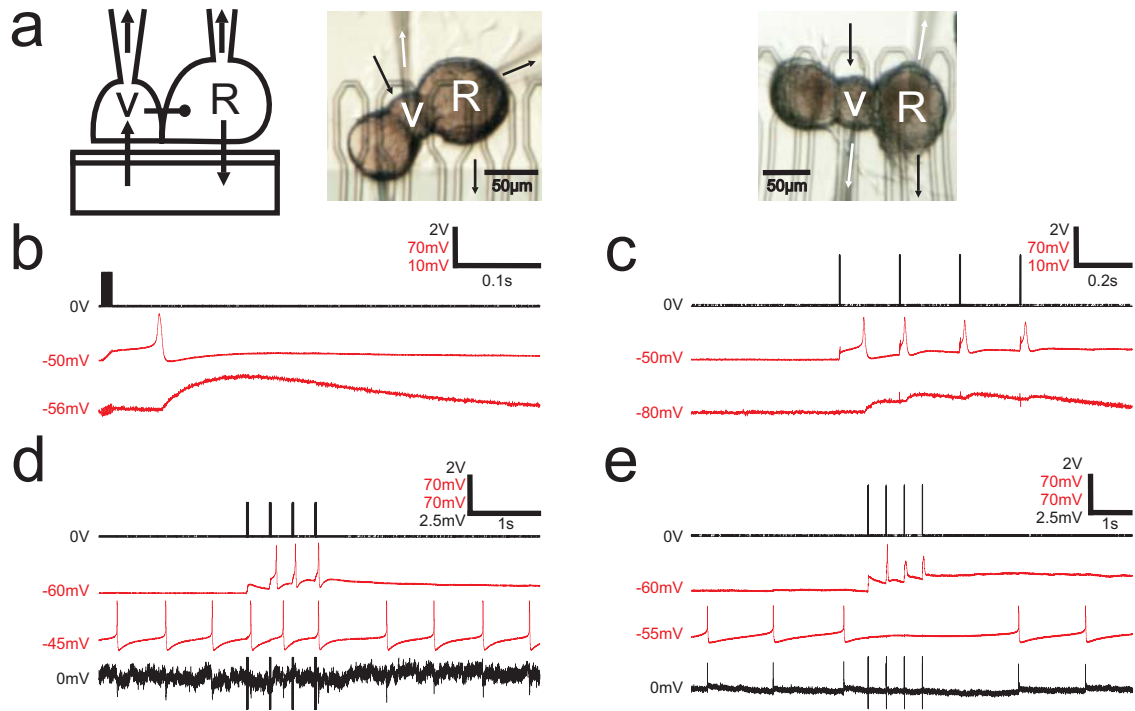 a
V R
V R
50µm
V R
50µm
b
2V
70mV
10mV
0.1s
0V
-50mV
-56mV
c
2V
70mV
10mV
0.2s
0V
-50mV
-80mV
d
2V
70mV
70mV
2.5mV
1s
0V
-60mV
-45mV
0mV
e
2V
70mV
70mV
2.5mV
1s
0V
-60mV
-55mV
0mV